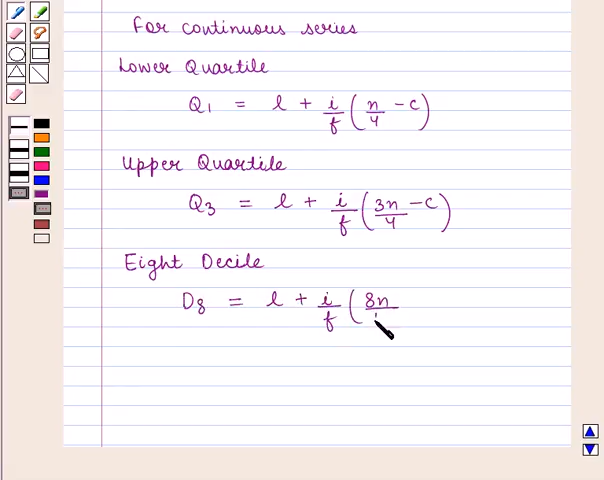 For continuous series
Lower Quartile
Q1 = l + i/f (n/4 - c)
Upper Quartile
Q3 = l + i/f (3n/4 - c)
Eight Decile
D8 = l + i/f (8n/